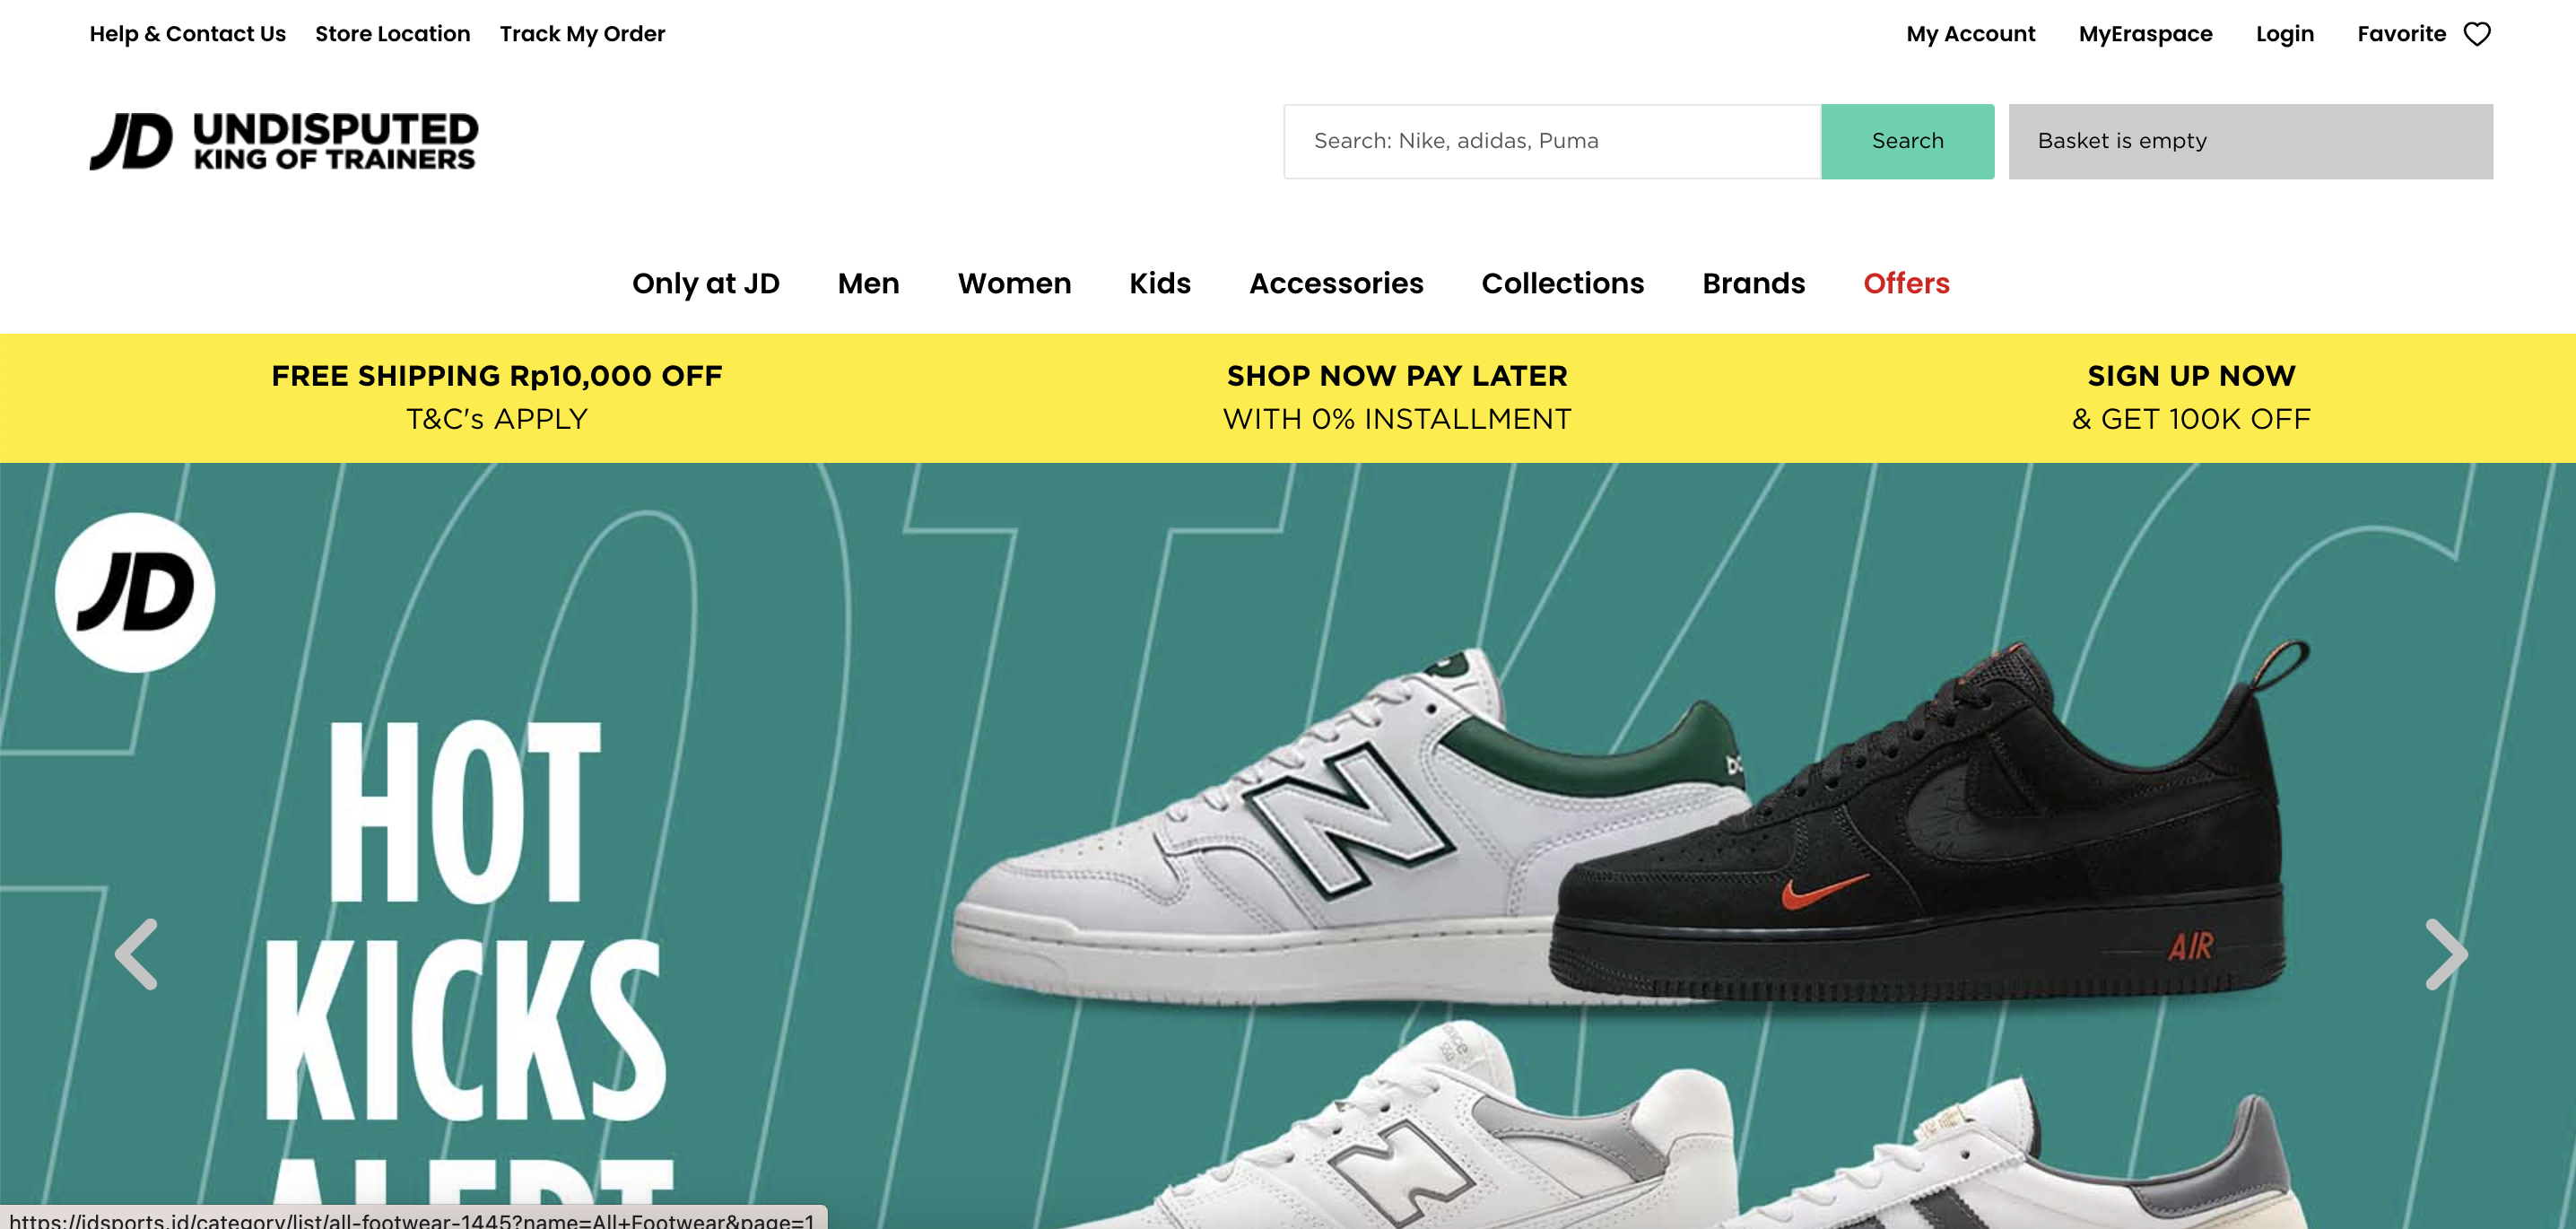 Help & Contact Us Store Location Track My Order
My Account MyEraspace Login Favorite
JD UNDISPUTED
KING OF TRAINERS
Search: Nike, adidas, Puma Search Basket is empty
Only at JD Men Women Kids Accessories Collections Brands Offers
FREE SHIPPING Rp10,000 OFF
T&C's APPLY
SHOP NOW PAY LATER
WITH 0% INSTALLMENT
SIGN UP NOW
& GET 100K OFF
JD
HOT
KICKS
ALERT
N
AIR
N
https://jdsports.id/category/list/all-footwear-1445?name=All+Footwear&page=1